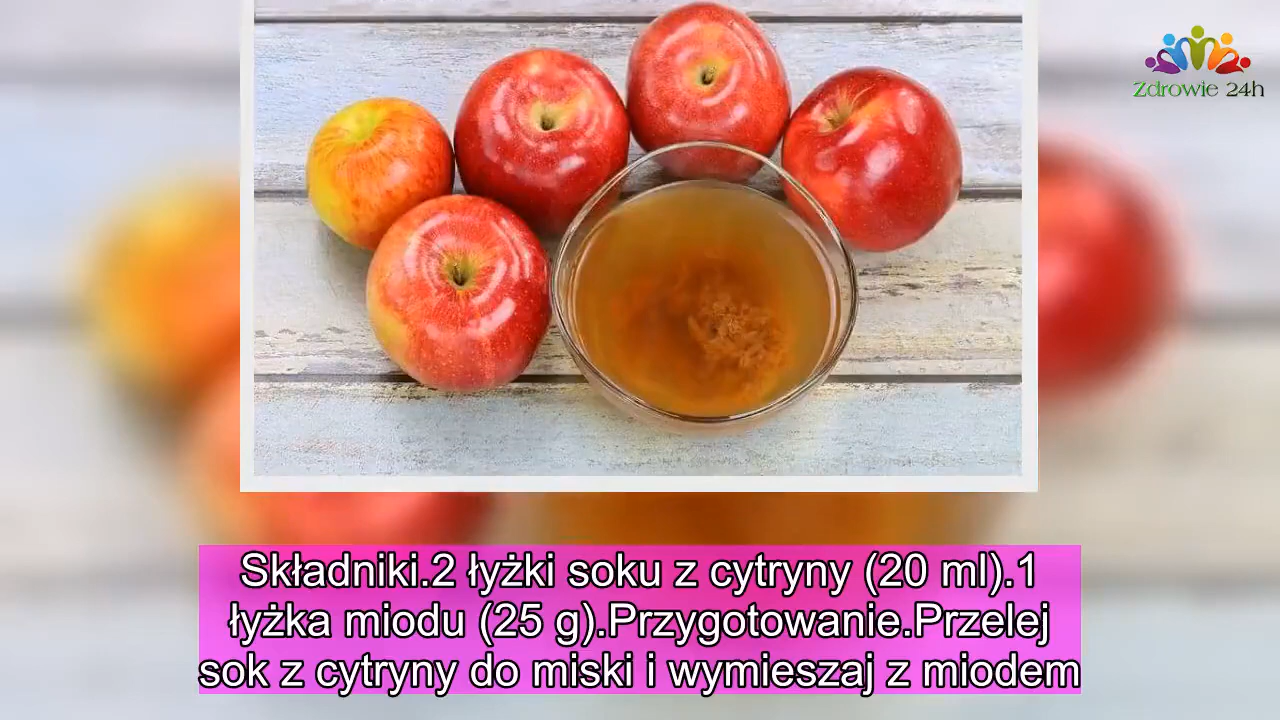 Zdrowie 24h
Składniki.2 łyżki soku z cytryny (20 ml).1
łyżka miodu (25 g).Przygotowanie.Przelej
sok z cytryny do miski i wymieszaj z miodem